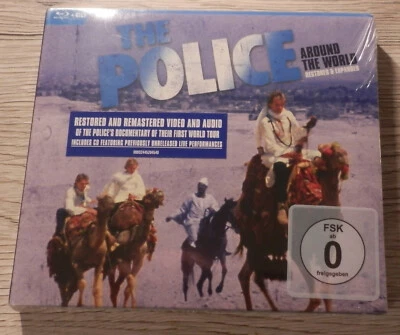 THE
POLICE
AROUND
THE WORLD
RESTORED & EXPANDED
RESTORED AND REMASTERED VIDEO AND AUDIO
OF THE POLICE'S DOCUMENTARY OF THEIR FIRST WORLD TOUR
INCLUDES CD FEATURING PREVIOUSLY UNRELEASED LIVE PERFORMANCES
FSK
ab
0
freigegeben